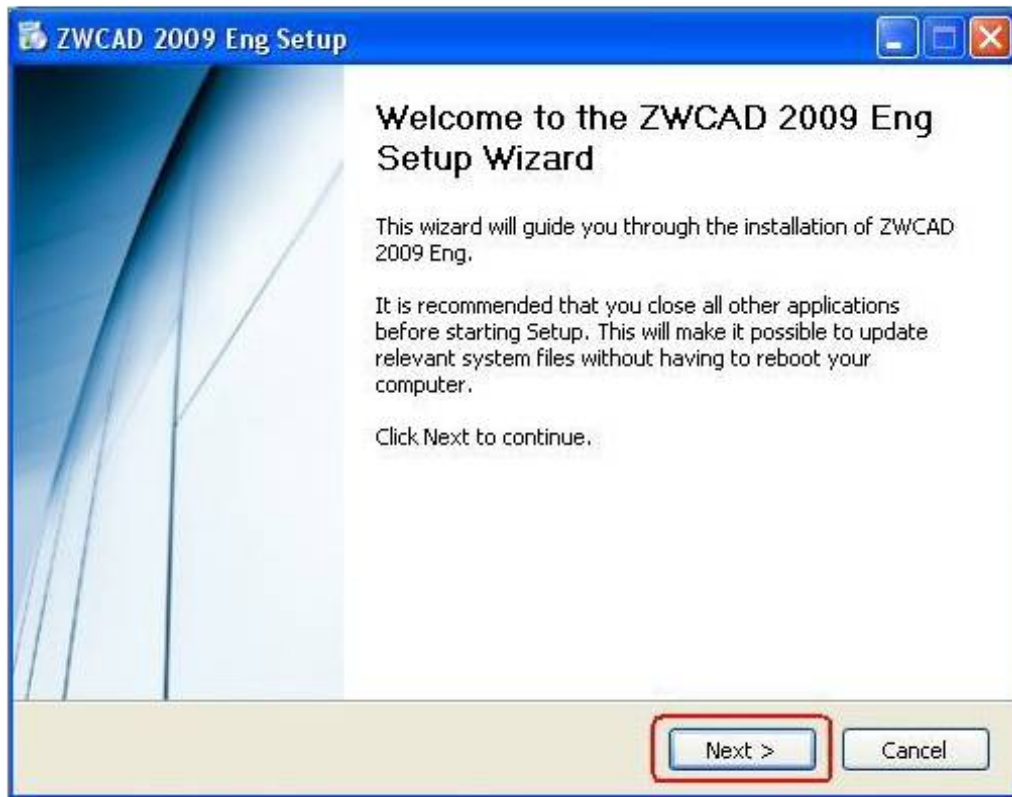 ZWCAD 2009 Eng Setup
Welcome to the ZWCAD 2009 Eng
Setup Wizard
This wizard will guide you through the installation of ZWCAD
2009 Eng.
It is recommended that you close all other applications
before starting Setup. This will make it possible to update
relevant system files without having to reboot your
computer.
Click Next to continue.
Next >
Cancel